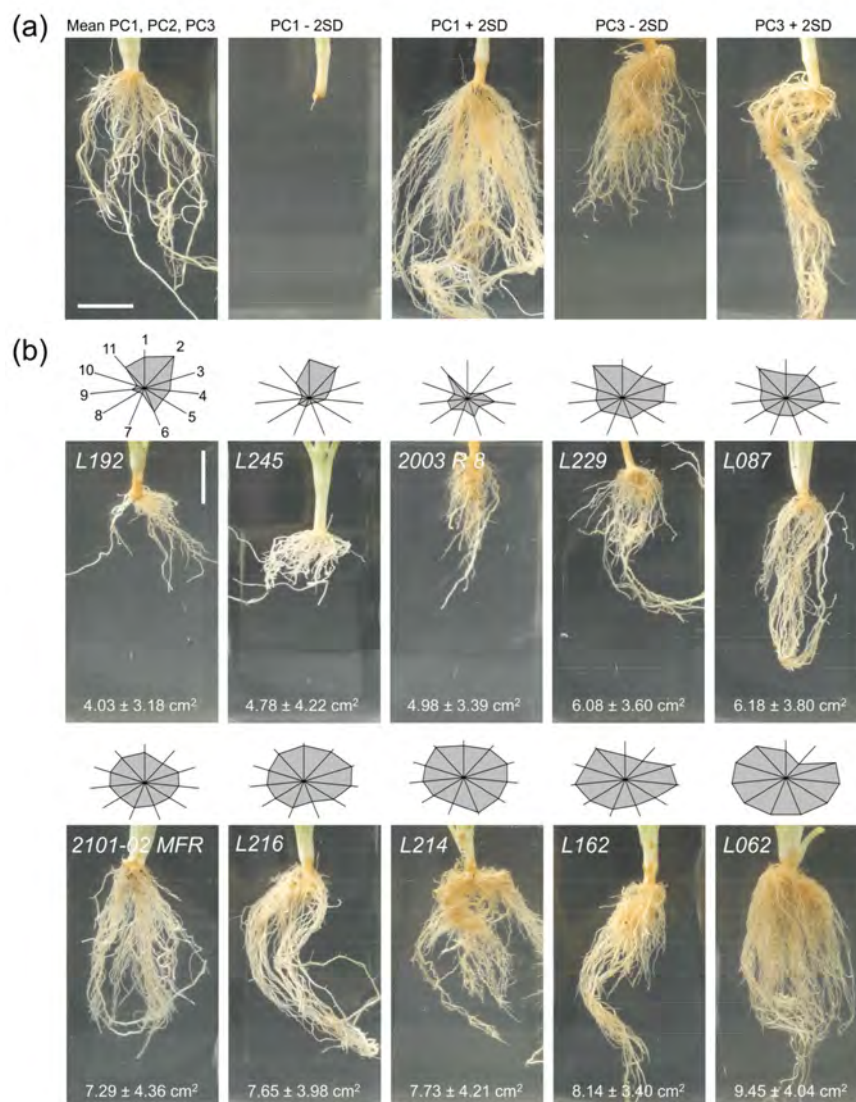 (a)
Mean PC1, PC2, PC3
PC1 - 2SD
PC1 + 2SD
PC3 - 2SD
PC3 + 2SD
(b)
1
2
3
4
5
6
7
8
9
10
11
L192
L245
2003 R 8
L229
L087
4.03 ± 3.18 cm²
4.78 ± 4.22 cm²
4.98 ± 3.39 cm²
6.08 ± 3.60 cm²
6.18 ± 3.80 cm²
2101-02 MFR
L216
L214
L162
L062
7.29 ± 4.36 cm²
7.65 ± 3.98 cm²
7.73 ± 4.21 cm²
8.14 ± 3.40 cm²
9.45 ± 4.04 cm²